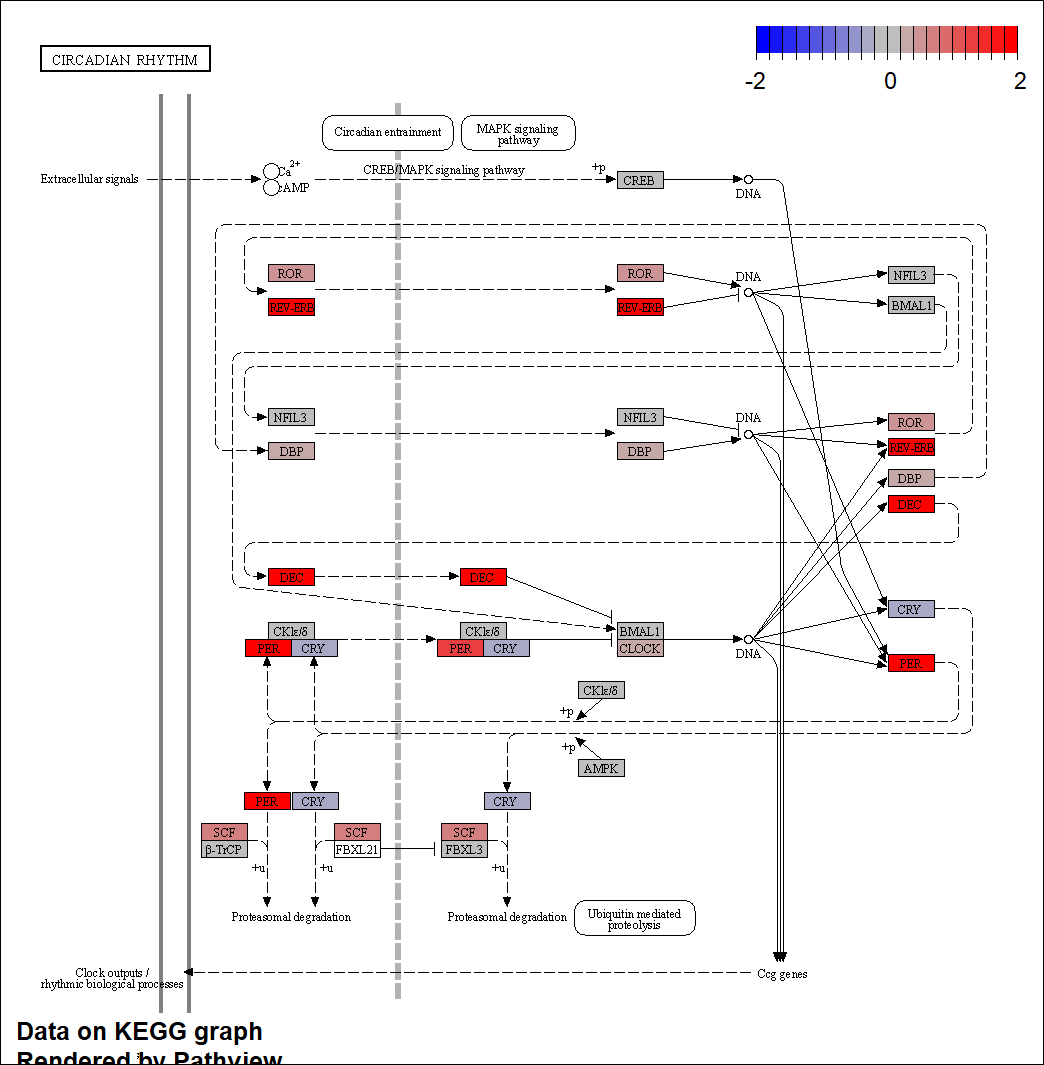 CIRCADIAN RHYTHM
-2 0 2
Circadian entrainment
MAPK signaling
pathway
Extracellular signals
Ca 2+
cAMP
CREB/MAPK signaling pathway
+p
CREB
DNA
ROR
REV-ERB
ROR
REV-ERB
DNA
NFIL3
BMAL1
NFIL3
DBP
NFIL3
DBP
DNA
ROR
REV-ERB
DBP
DEC
DEC
DEC
CKIε/δ
PER CRY
CKIε/δ
PER CRY
BMAL1
CLOCK
DNA
CRY
PER
CKIε/δ
+p
+p
AMPK
PER CRY
CRY
SCF
β-TrCP
+u
SCF
FBXL21
+u
SCF
FBXL3
+u
Proteasomal degradation
Proteasomal degradation
Ubiquitin mediated
proteolysis
Clock outputs /
rhythmic biological processes
Ccg genes
Data on KEGG graph
Rendered by Pathview